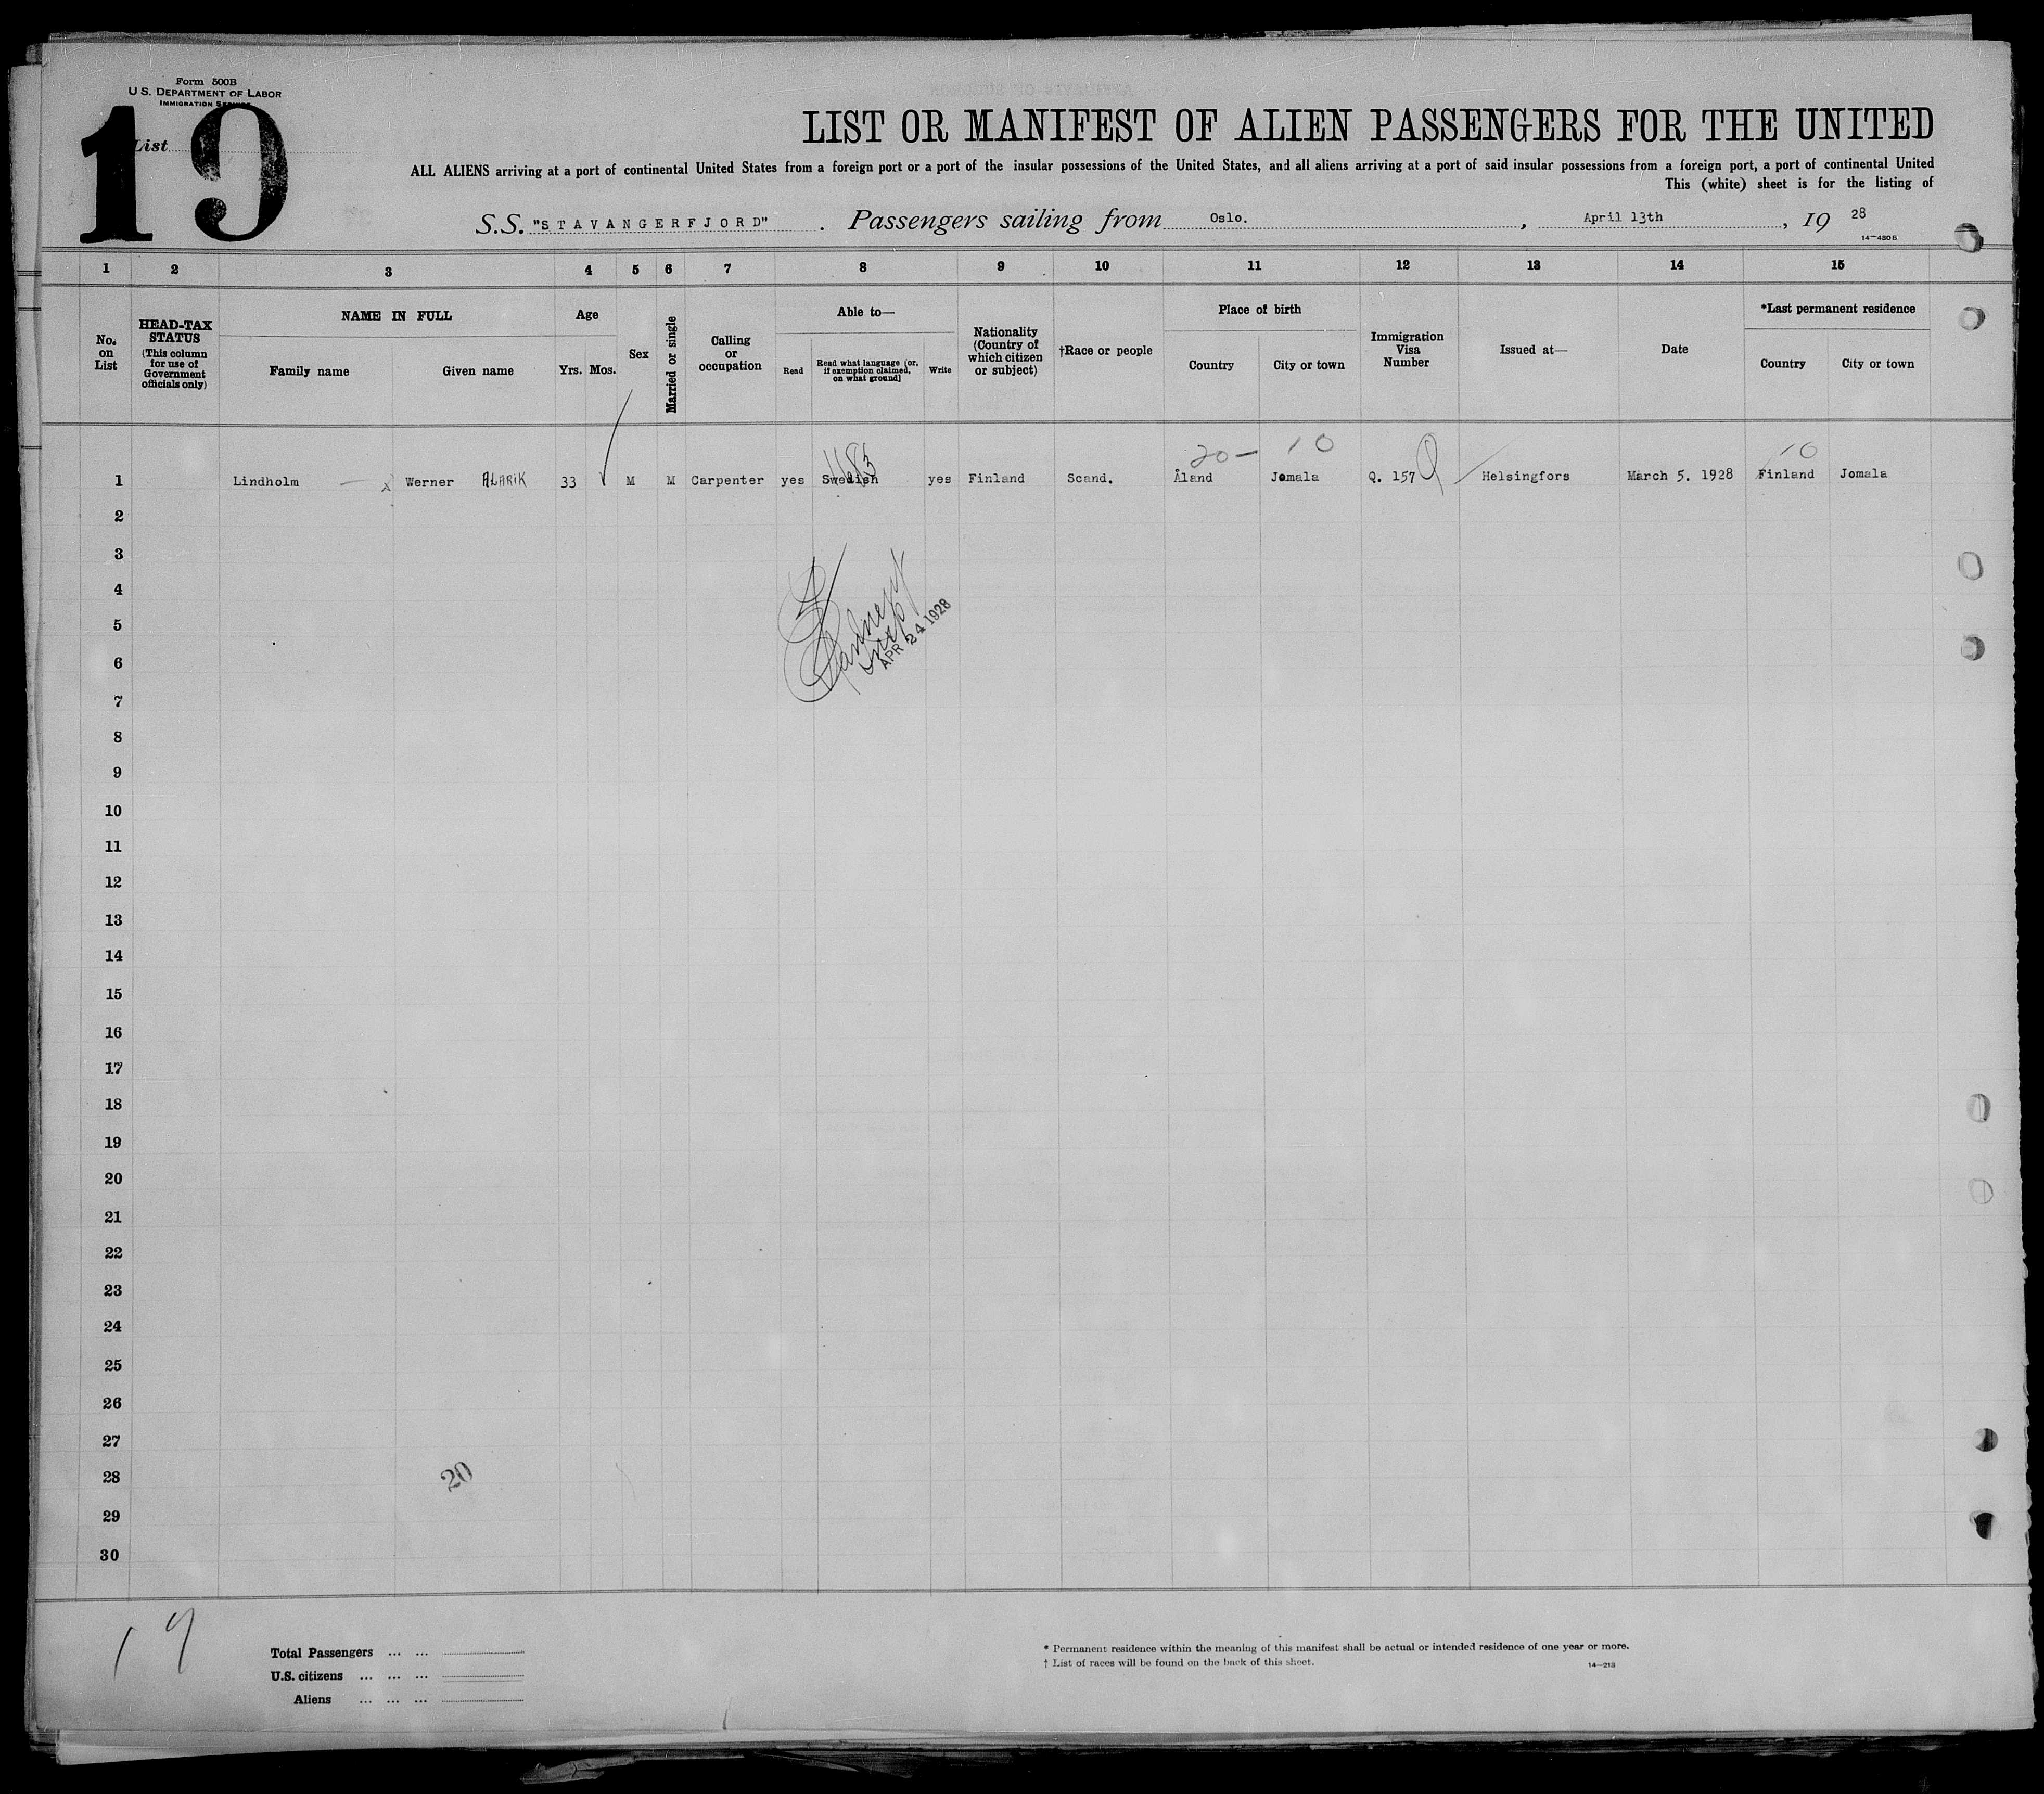 Form 500B
U. S. DEPARTMENT OF LABOR
IMMIGRATION SERVICE
List
19
LIST OR MANIFEST OF ALIEN PASSENGERS FOR THE UNITED
ALL ALIENS arriving at a port of continental United States from a foreign port or a port of the insular possessions of the United States, and all aliens arriving at a port of said insular possessions from a foreign port, a port of continental United
This (white) sheet is for the listing of
S.S. "STAVANGERFJORD". Passengers sailing from Oslo. , April 13th , 19 28
14—430 B
1 2 3 4 5 6 7 8 9 10 11 12 13 14 15
No. on List
HEAD-TAX STATUS (This column for use of Government officials only)
NAME IN FULL
Family name Given name
Age
Yrs. Mos.
Sex
Married or single
Calling or occupation
Able to—
Read
Read what language (or, if exemption claimed, on what ground)
Write
Nationality (Country of which citizen or subject)
†Race or people
Place of birth
Country City or town
Immigration Visa Number
Issued at—
Date
*Last permanent residence
Country City or town
20 — 10 10
1 Lindholm — x Werner ALARIK 33 M M Carpenter yes Swedish yes Finland Scand. Åland Jomala Q. 157 Q Helsingfors March 5. 1928 Finland Jomala
2
3
4
5
APR 24 1928
6
7
8
9
10
11
12
13
14
15
16
17
18
19
20
21
22
23
24
25
26
27
28
20
29
30
19
Total Passengers ... ...
U.S. citizens ... ... ...
Aliens ... ... ...
* Permanent residence within the meaning of this manifest shall be actual or intended residence of one year or more.
† List of races will be found on the back of this sheet.
14—213